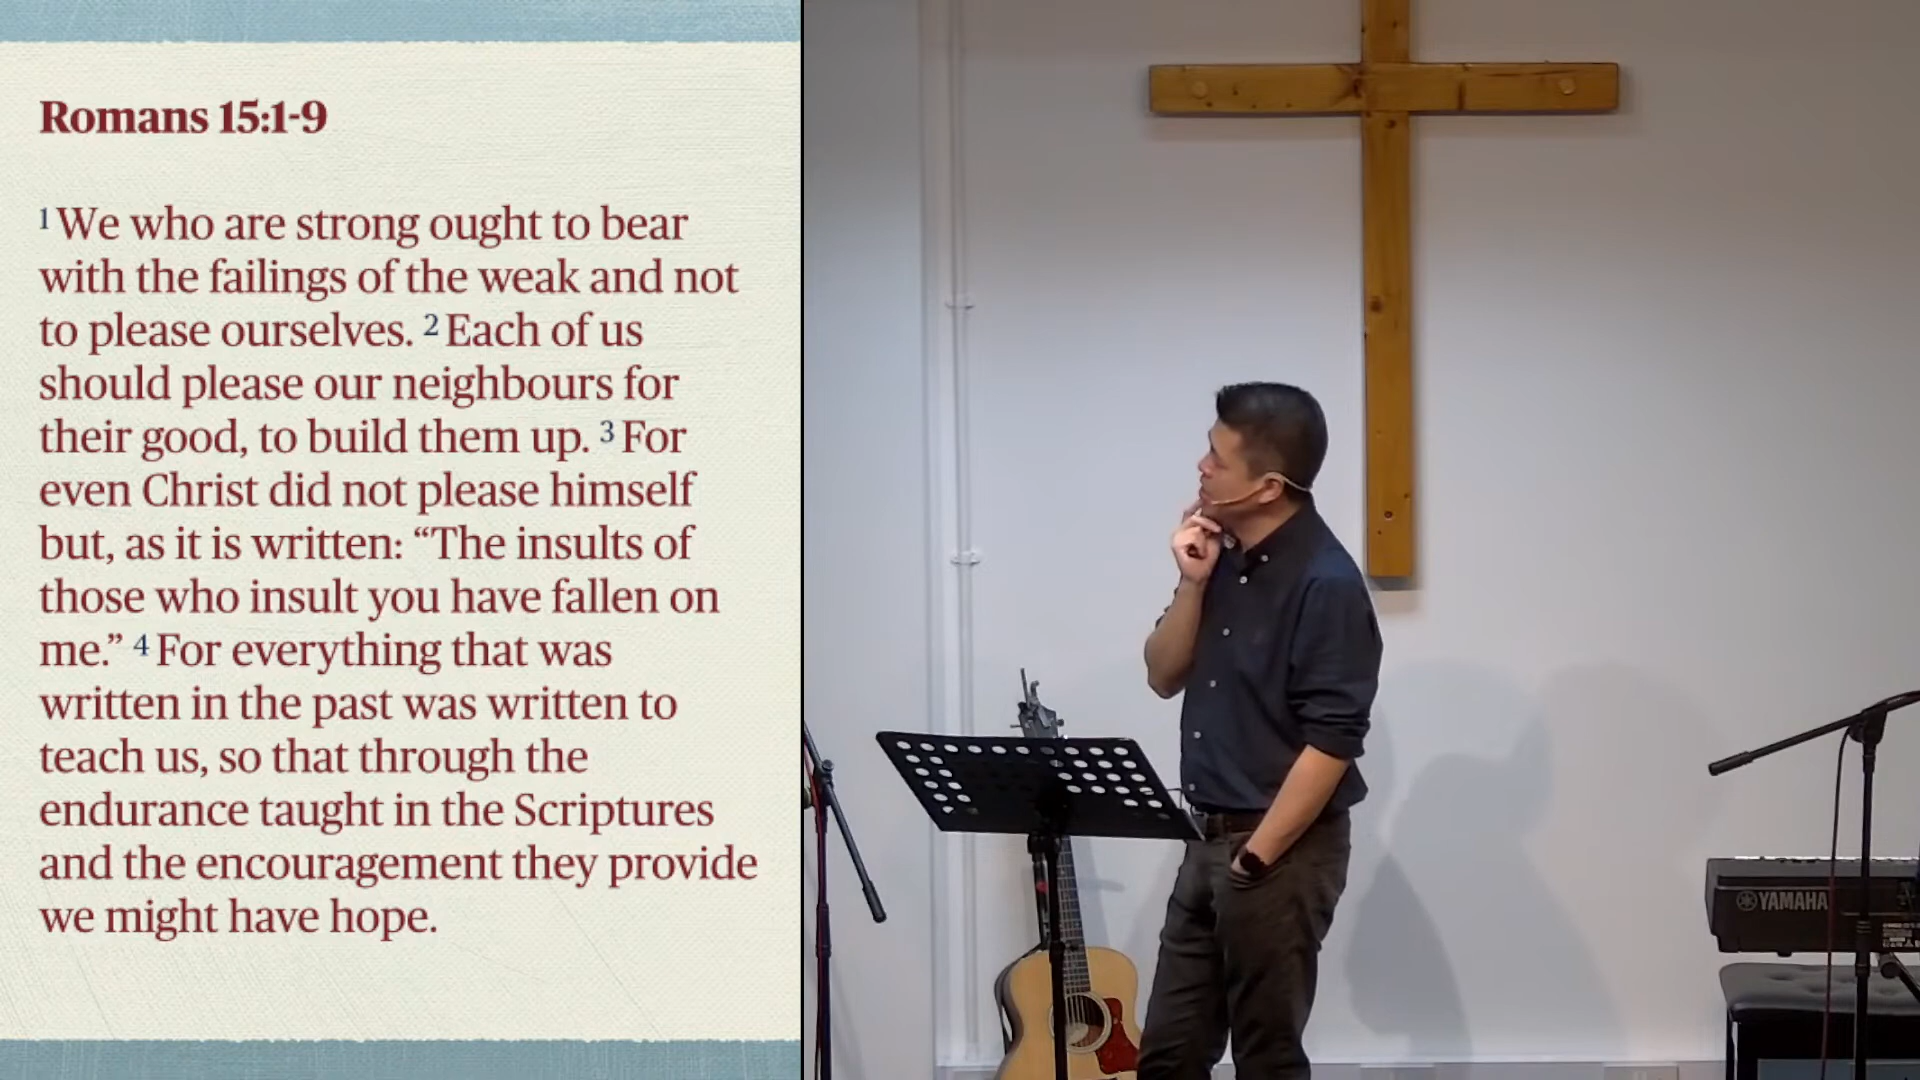 Romans 15:1-9
1 We who are strong ought to bear
with the failings of the weak and not
to please ourselves. 2 Each of us
should please our neighbours for
their good, to build them up. 3 For
even Christ did not please himself
but, as it is written: “The insults of
those who insult you have fallen on
me.” 4 For everything that was
written in the past was written to
teach us, so that through the
endurance taught in the Scriptures
and the encouragement they provide
we might have hope.
YAMAHA